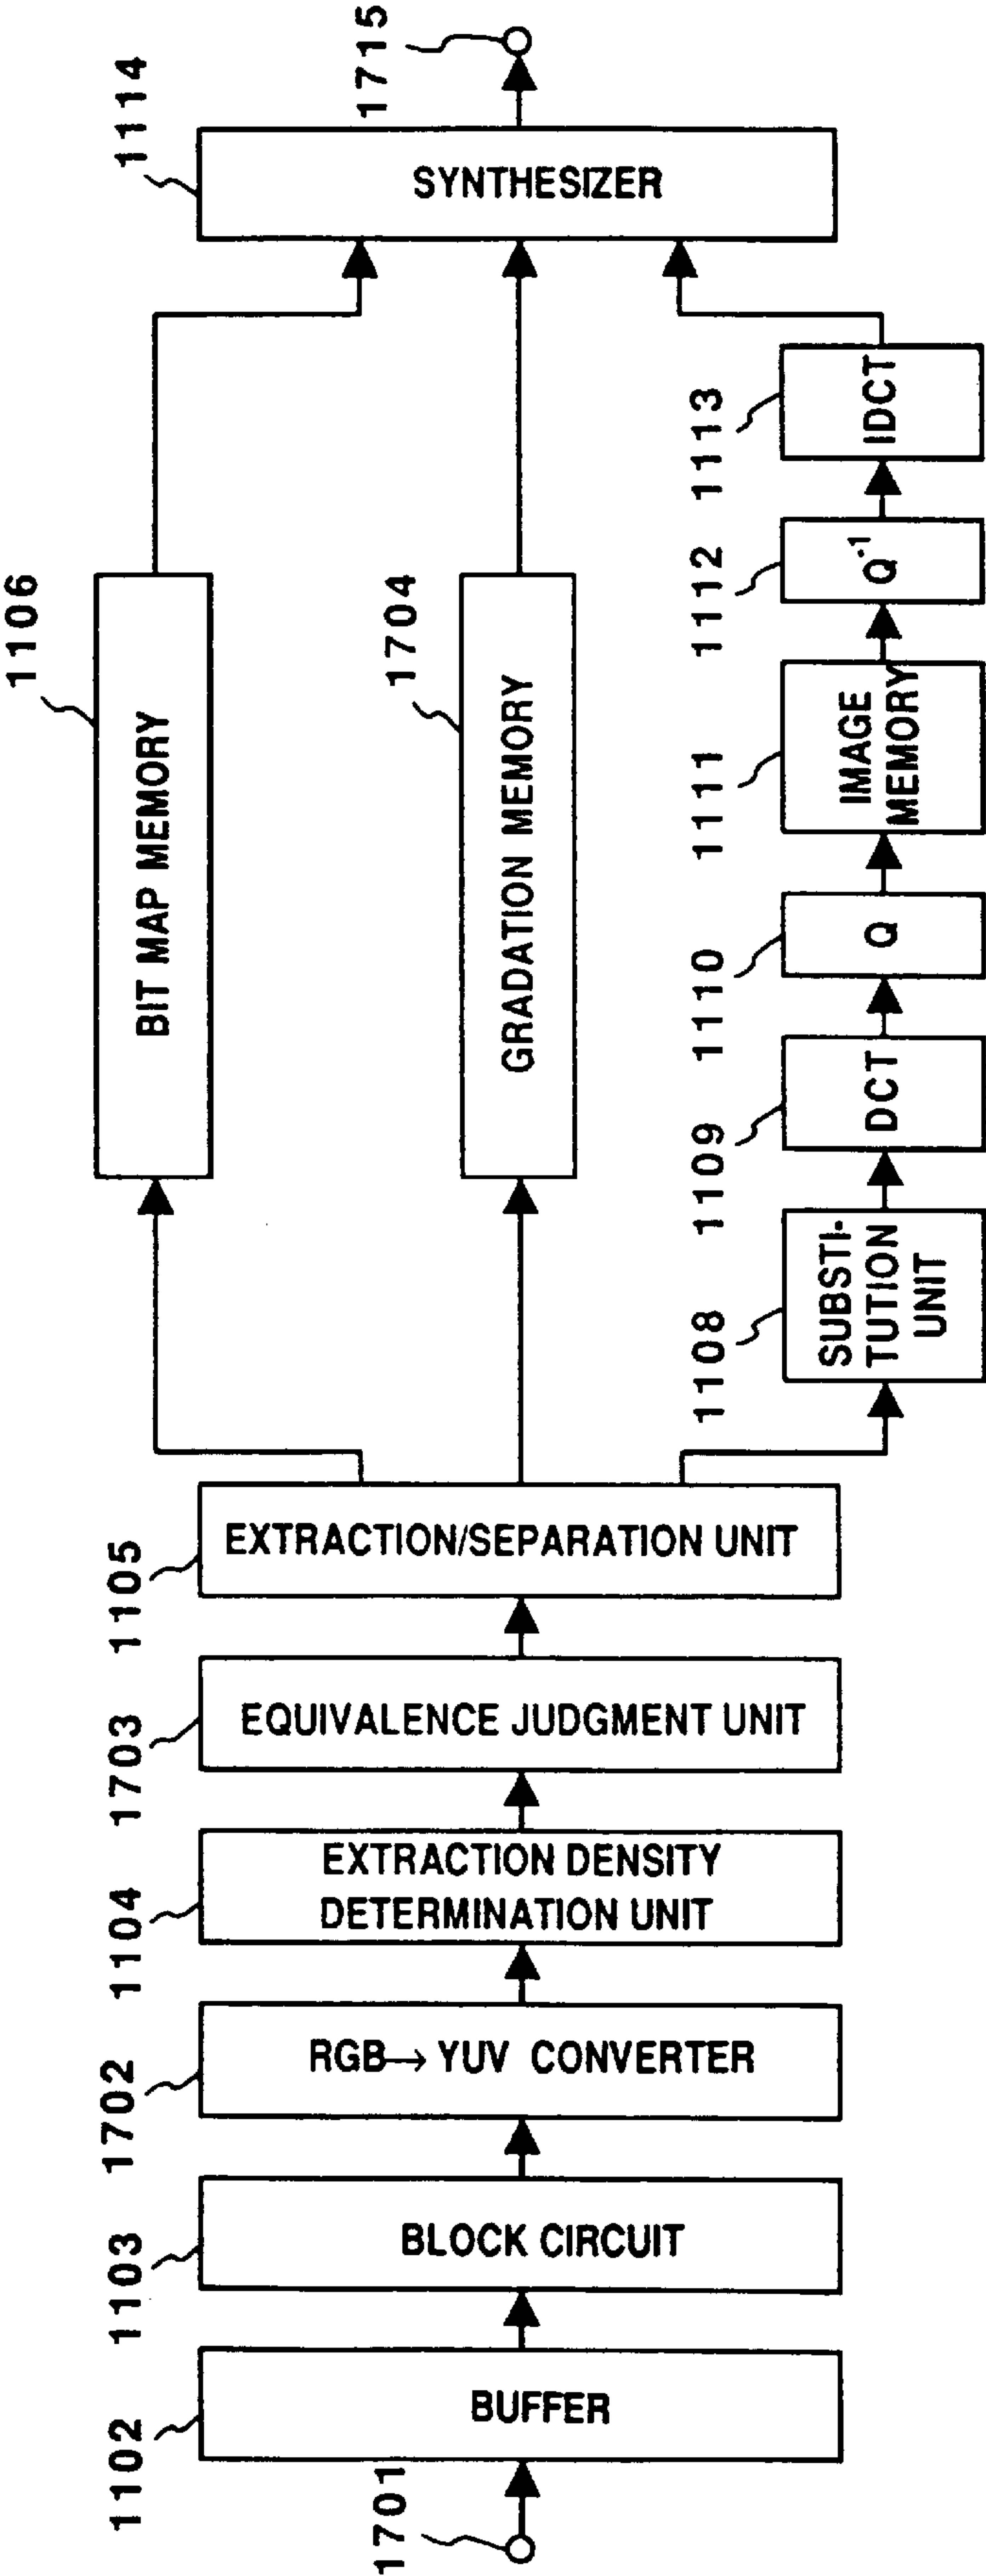 1701
1102
BUFFER
1103
BLOCK CIRCUIT
1702
RGB→YUV CONVERTER
1104
EXTRACTION DENSITY
DETERMINATION UNIT
1703
EQUIVALENCE JUDGMENT UNIT
1105
EXTRACTION/SEPARATION UNIT
1106
BIT MAP MEMORY
1704
GRADATION MEMORY
1108
SUBSTI-
TUTION
UNIT
1109
DCT
1110
Q
1111
IMAGE
MEMORY
1112
Q⁻¹
1113
IDCT
1114
SYNTHESIZER
1715